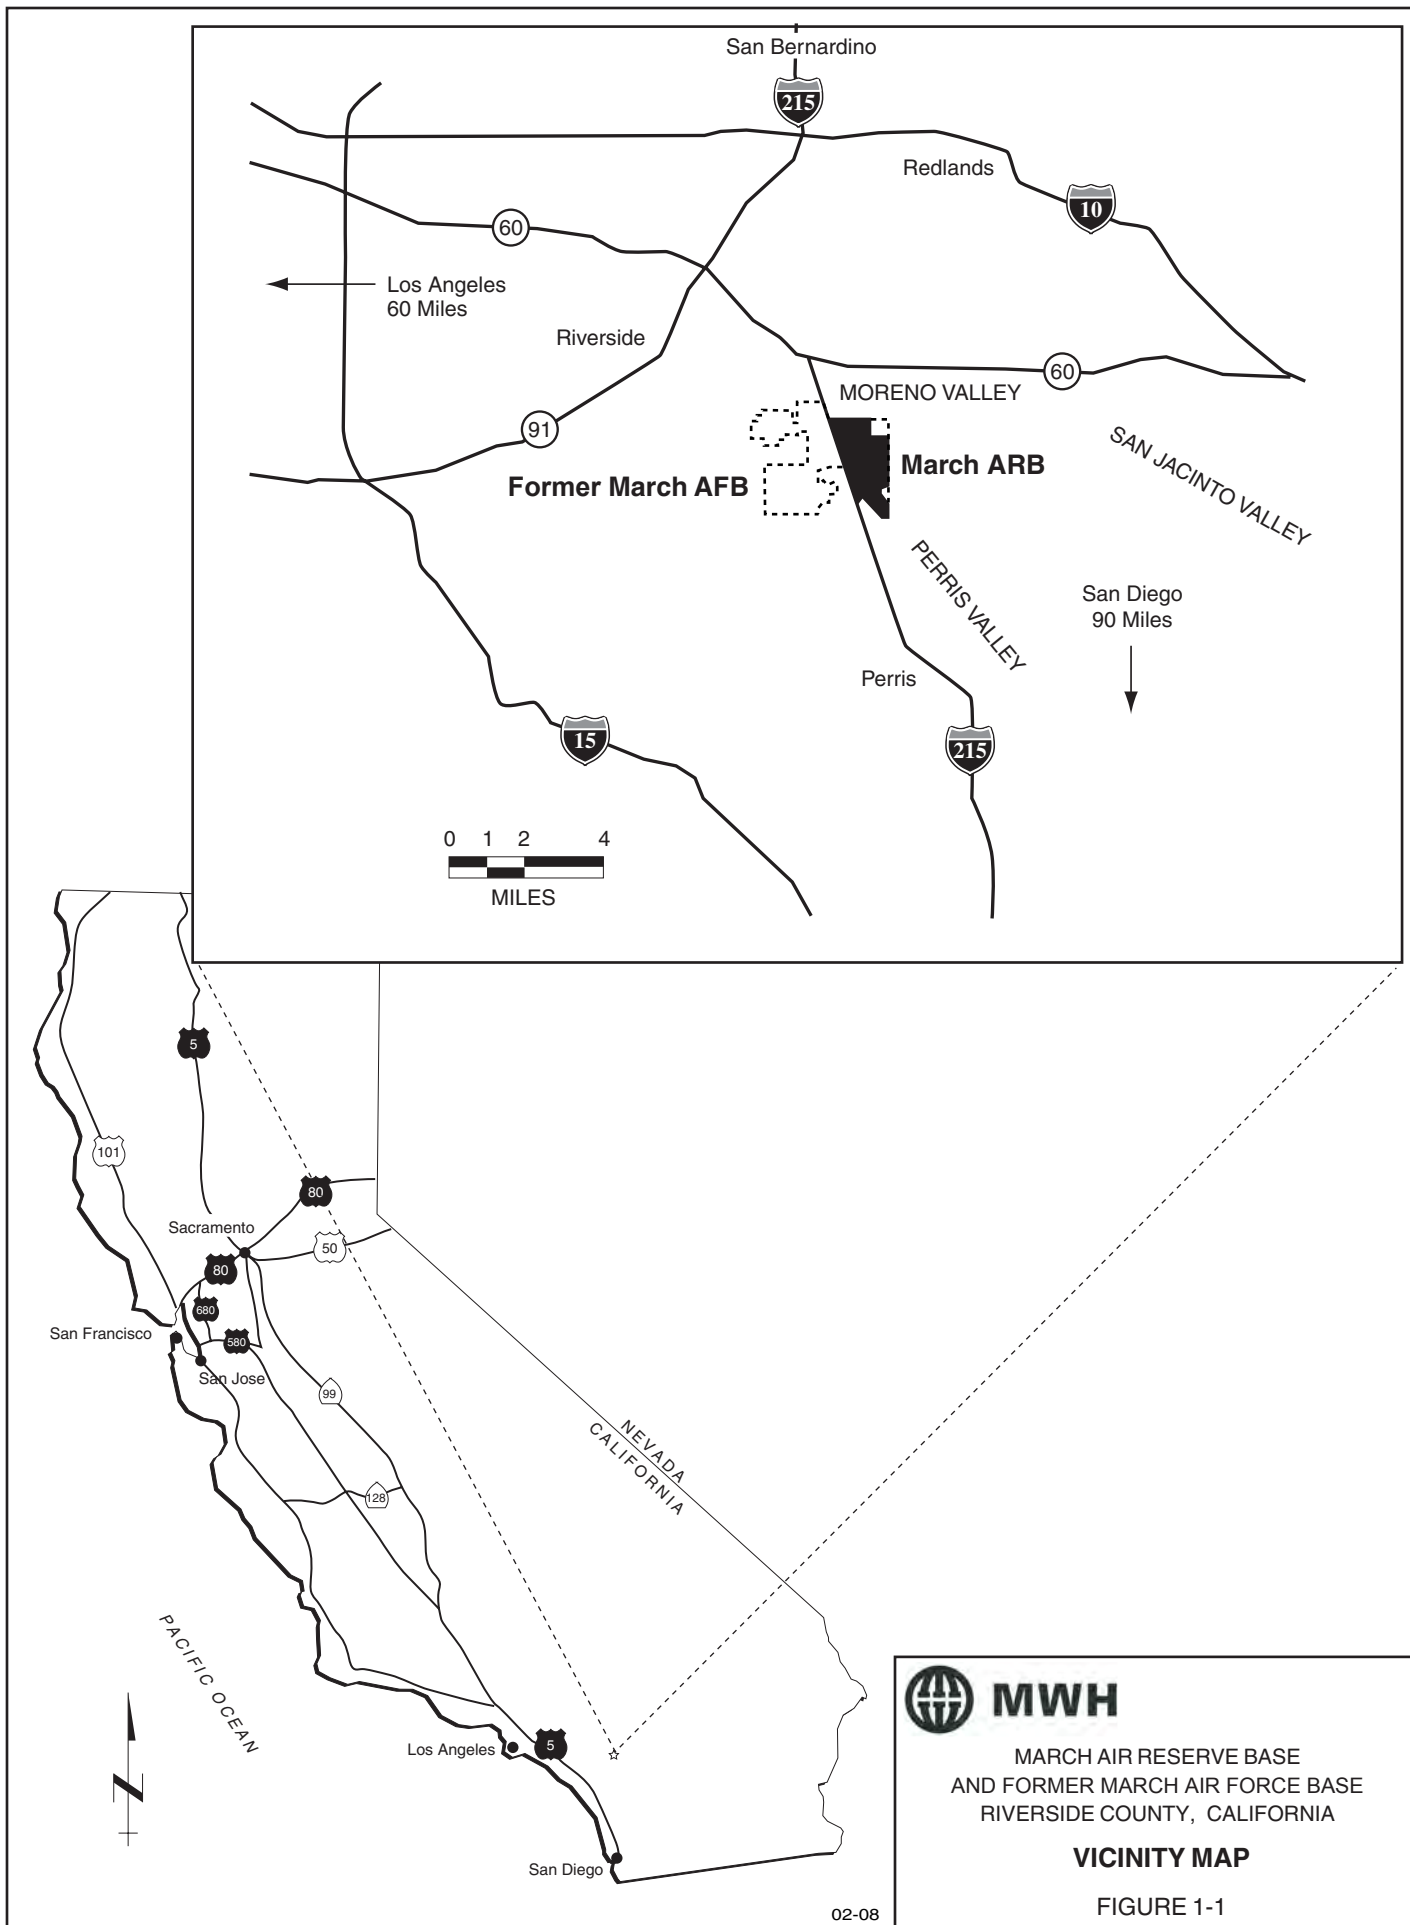 San Bernardino
215
Redlands
10
60
Los Angeles
60 Miles
Riverside
60
MORENO VALLEY
91
SAN JACINTO VALLEY
March ARB
Former March AFB
PERRIS VALLEY
San Diego
90 Miles
Perris
215
15
0 1 2 4
MILES
5
101
80
Sacramento
50
80
680
San Francisco
580
San Jose
99
NEVADA
CALIFORNIA
128
PACIFIC OCEAN
N
Los Angeles
5
San Diego
MWH
MARCH AIR RESERVE BASE
AND FORMER MARCH AIR FORCE BASE
RIVERSIDE COUNTY, CALIFORNIA
VICINITY MAP
FIGURE 1-1
02-08